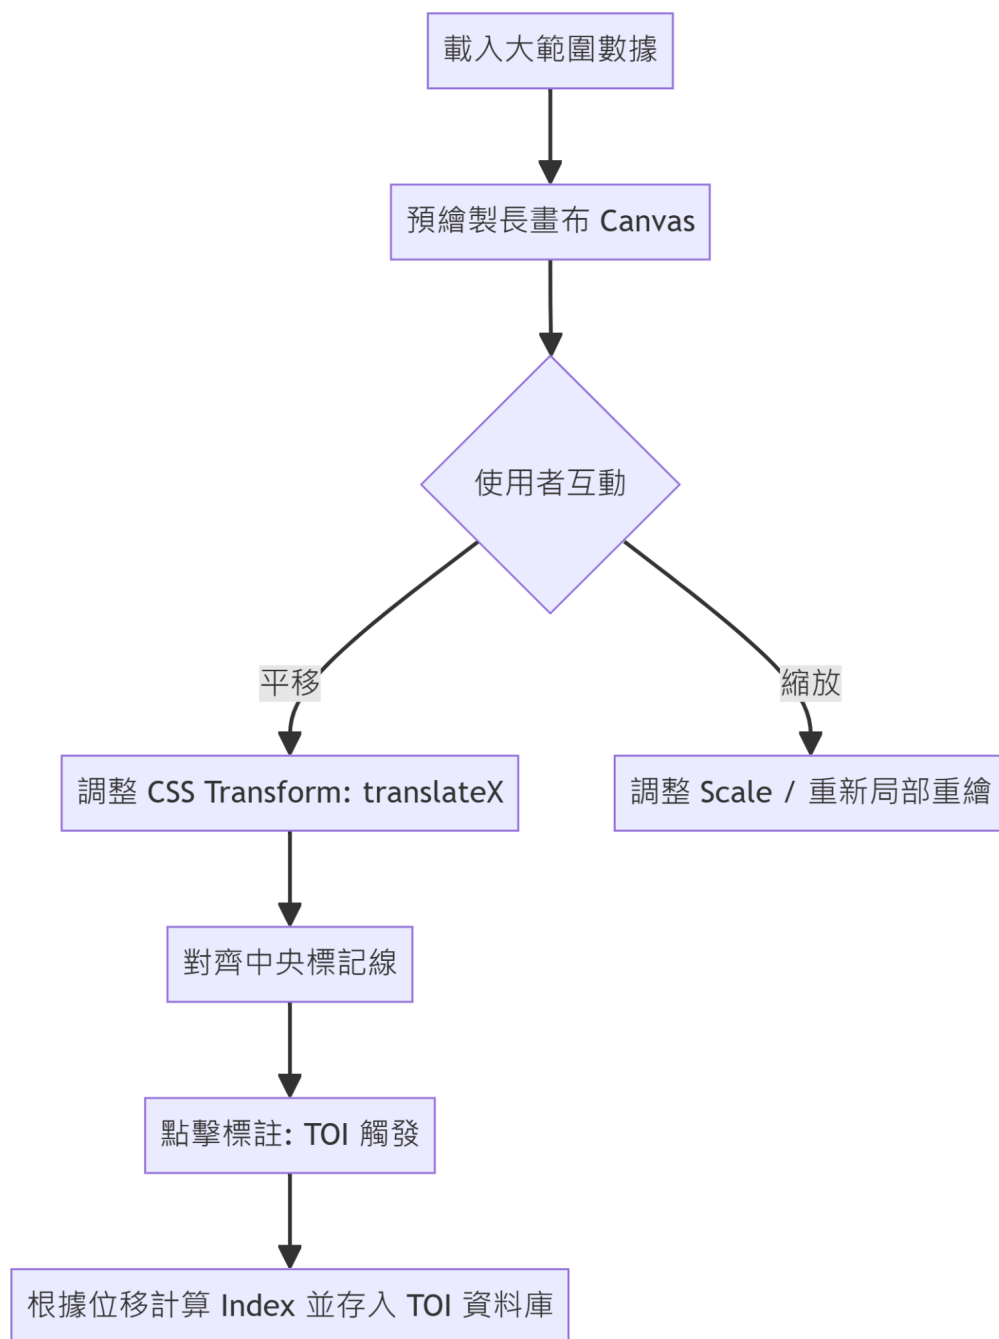 載入大範圍數據
預繪製長畫布 Canvas
使用者互動
平移
縮放
調整 CSS Transform: translateX
調整 Scale / 重新局部重繪
對齊中央標記線
點擊標註: TOI 觸發
根據位移計算 Index 並存入 TOI 資料庫